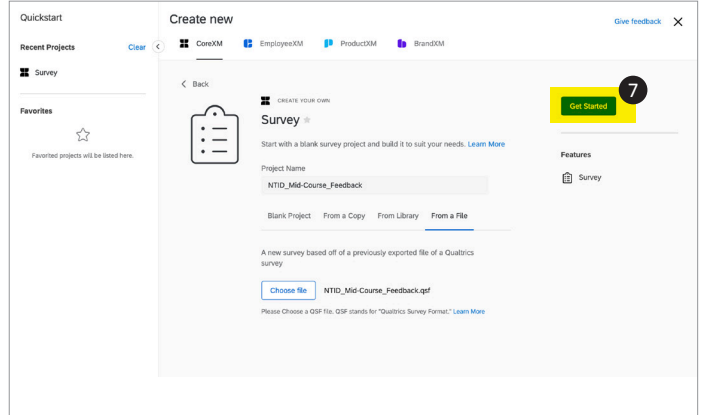 Quickstart
Recent Projects
Clear
Survey
Favorites
Favorited projects will be listed here.
Create new
Give feedback
CoreXM
EmployeeXM
ProductXM
BrandXM
Back
CREATE YOUR OWN
Survey
Start with a blank survey project and build it to suit your needs. Learn More
Project Name
NTID_Mid-Course_Feedback
Blank Project
From a Copy
From Library
From a File
A new survey based off of a previously exported file of a Qualtrics
survey
Choose file
NTID_Mid-Course_Feedback.qsf
Please Choose a QSF file. QSF stands for "Qualtrics Survey Format." Learn More
7
Get Started
Features
Survey